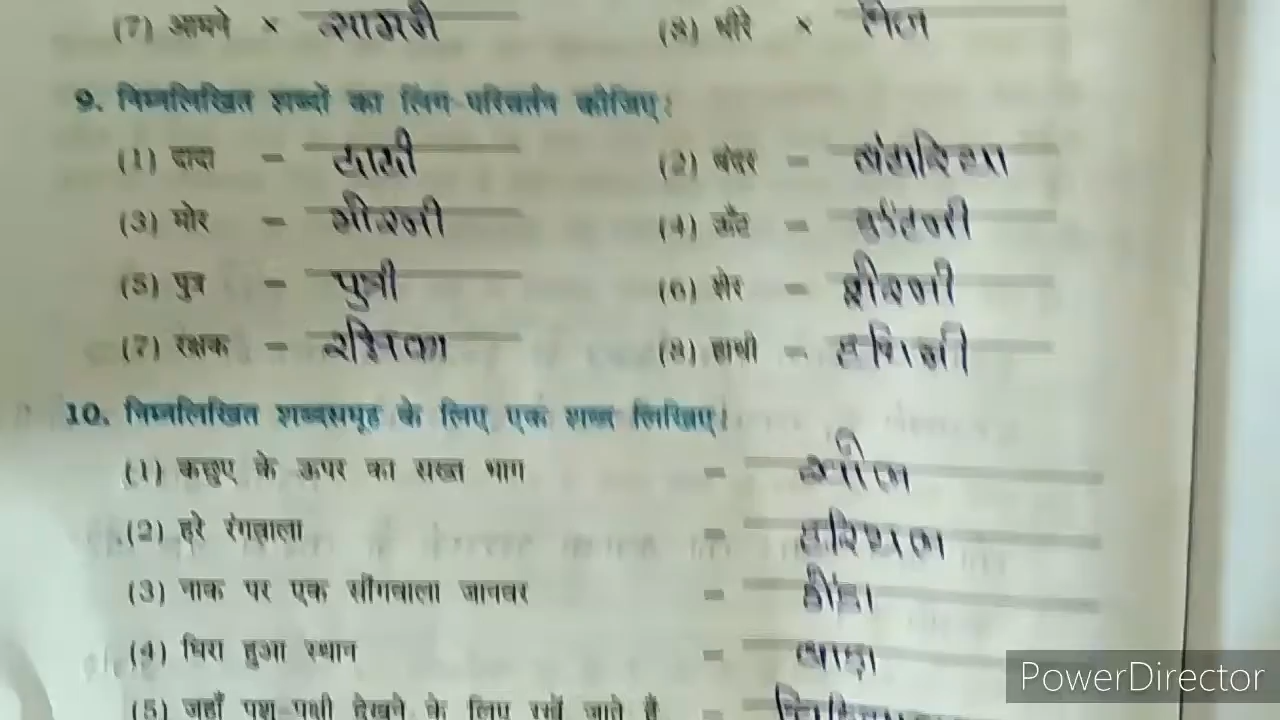 (7) आमने × सामने (8) धीरे × तेज
9. निम्नलिखित शब्दों का लिंग परिवर्तन कीजिए।
(1) दादा = दादी (2) बंदर = बंदरिया
(3) मोर = मोरनी (4) ऊँट = ऊँटनी
(5) पुत्र = पुत्री (6) शेर = शेरनी
(7) रक्षक = रक्षिका (8) हाथी = हथिनी
10. निम्नलिखित शब्दसमूह के लिए एक शब्द लिखिए।
(1) कछुए के ऊपर का सख्त भाग =
(2) हरे रंगवाला = हरियाला
(3) नाक पर एक सींगवाला जानवर = गेंडा
(4) घिरा हुआ स्थान = बाड़ा
(5) जहाँ पशु-पक्षी देखने के लिए रखें जाते हैं =
PowerDirector